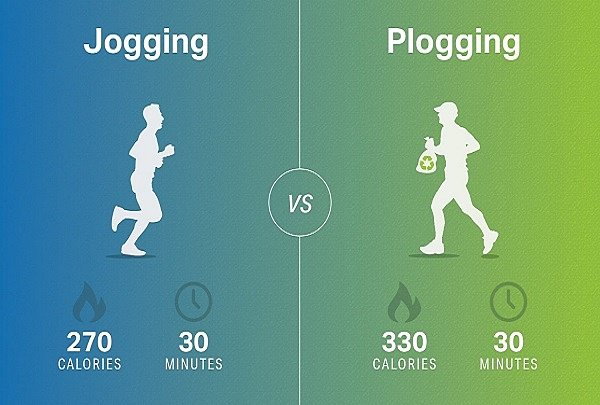 Jogging
270
CALORIES
30
MINUTES
VS
Plogging
330
CALORIES
30
MINUTES